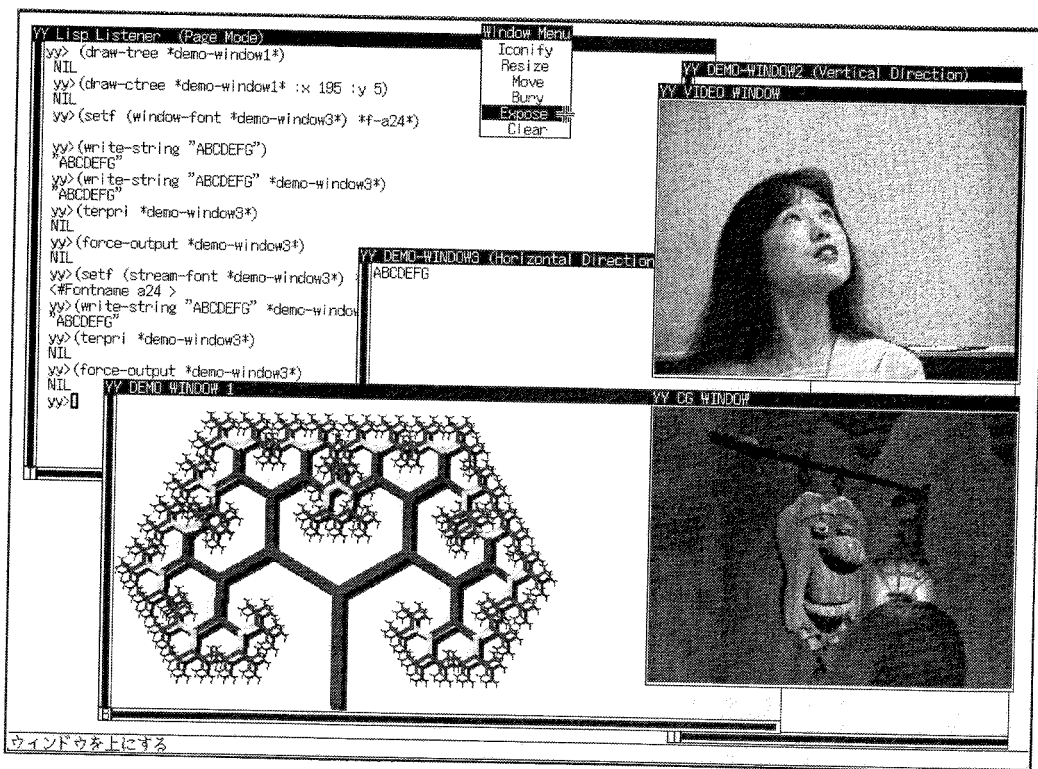 YY Lisp Listener (Page Mode)
yy> (draw-tree *demo-window1*)
NIL
yy>(draw-ctree *demo-window1* :x 195 :y 5)
NIL
yy>(setf (window-font *demo-window3*) *f-a24*)
yy>(write-string "ABCDEFG")
"ABCDEFG"
yy>(write-string "ABCDEFG" *demo-window3*)
"ABCDEFG"
yy>(terpri *demo-window3*)
NIL
yy>(force-output *demo-window3*)
NIL
yy>(setf (stream-font *demo-window3*)
<#Fontname a24 >
yy>(write-string "ABCDEFG" *demo-window
"ABCDEFG"
yy>(terpri *demo-window3*)
NIL
yy>(force-output *demo-window3*)
NIL
yy>
Window Menu
Iconify
Resize
Move
Bury
Expose
Clear
YY DEMO-WINDOW2 (Vertical Direction)
YY VIDEO WINDOW
YY DEMO-WINDOW3 (Horizontal Direction
ABCDEFG
YY DEMO WINDOW 1
YY CG WINDOW
ウィンドウを上にする